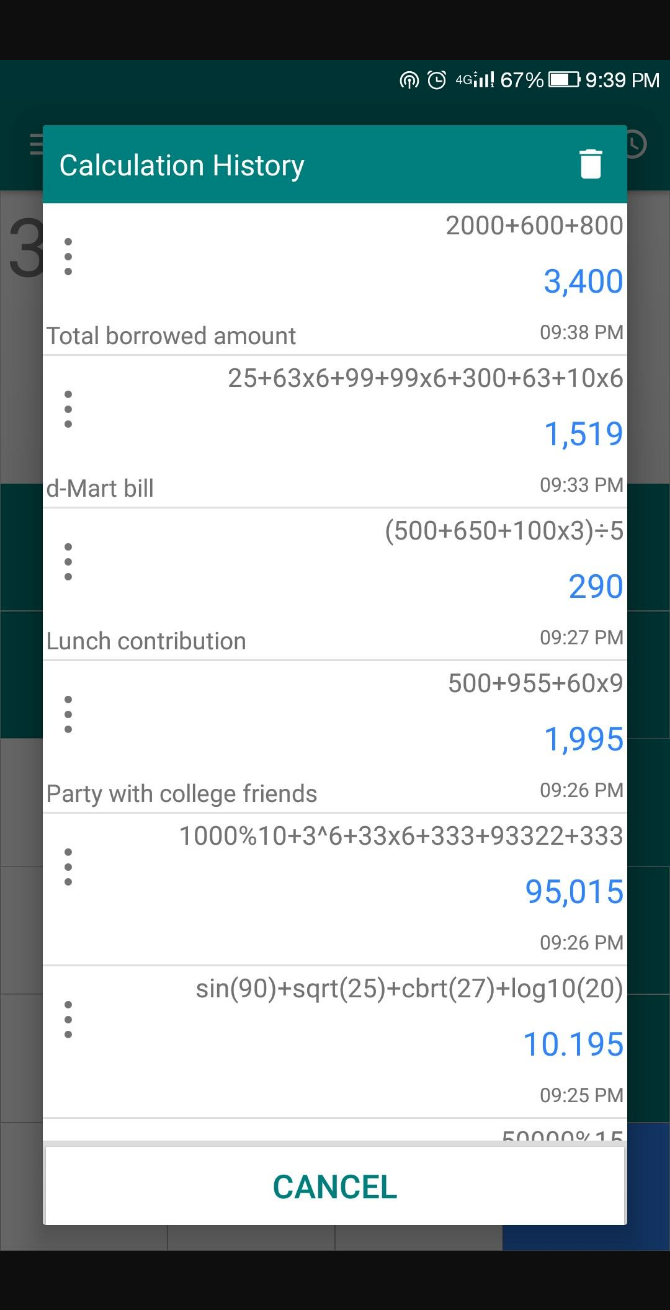 4G 67% 9:39 PM
Calculation History
3
2000+600+800
3,400
Total borrowed amount 09:38 PM
25+63x6+99+99x6+300+63+10x6
1,519
d-Mart bill 09:33 PM
(500+650+100x3)÷5
290
Lunch contribution 09:27 PM
500+955+60x9
1,995
Party with college friends 09:26 PM
1000%10+3^6+33x6+333+93322+333
95,015
09:26 PM
sin(90)+sqrt(25)+cbrt(27)+log10(20)
10.195
09:25 PM
50000%15
CANCEL